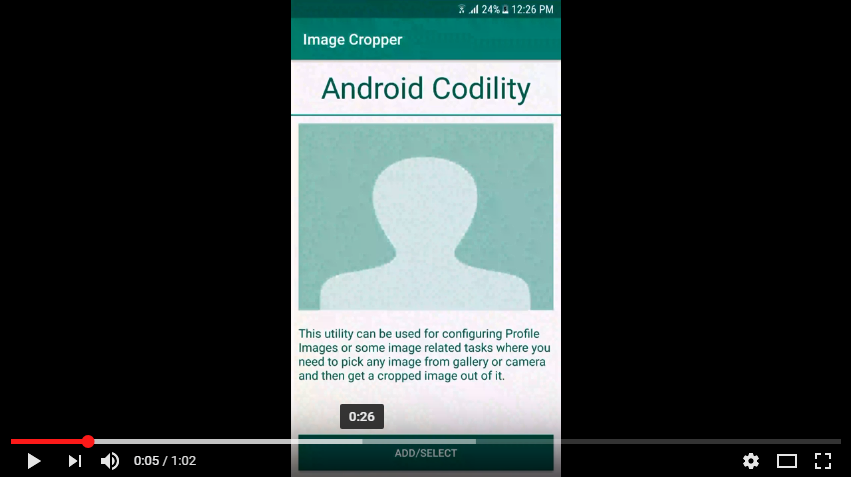 24% 12:26 PM
Image Cropper
Android Codility
This utility can be used for configuring Profile
Images or some image related tasks where you
need to pick any image from gallery or camera
and then get a cropped image out of it.
0:26
ADD/SELECT
0:05 / 1:02